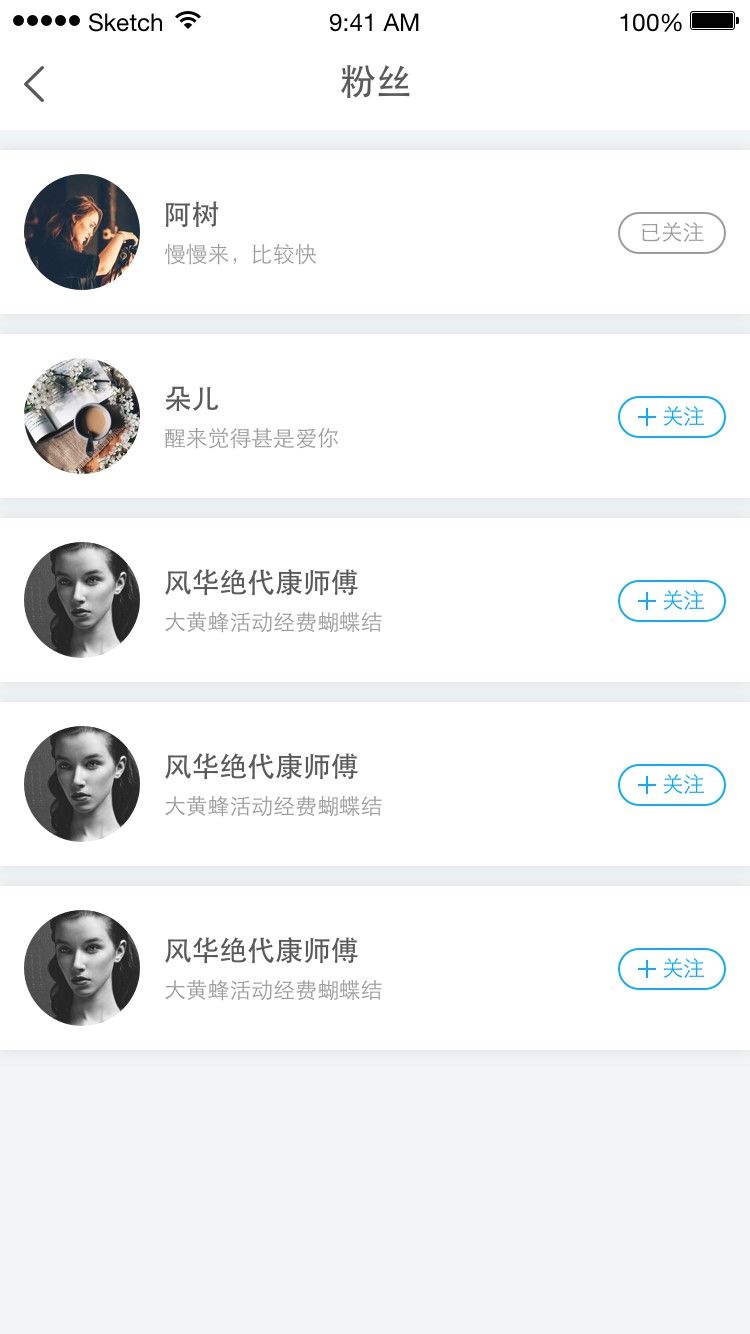 Sketch 9:41 AM 100%
粉丝
阿树
慢慢来，比较快
已关注
朵儿
醒来觉得甚是爱你
关注
风华绝代康师傅
大黄蜂活动经费蝴蝶结
关注
风华绝代康师傅
大黄蜂活动经费蝴蝶结
关注
风华绝代康师傅
大黄蜂活动经费蝴蝶结
关注